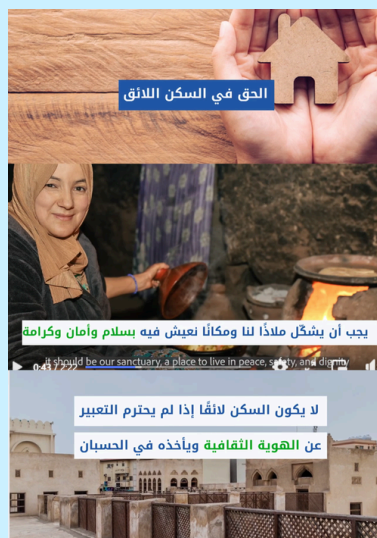 الحق في السكن اللائق
يجب أن يشكّل ملاذًا لنا ومكانًا نعيش فيه بسلام وأمان وكرامة
it should be our sanctuary, a place to live in peace, safety, and dignity
0:43 / 2:22
لا يكون السكن لائقًا إذا لم يحترم التعبير
عن الهوية الثقافية ويأخذه في الحسبان